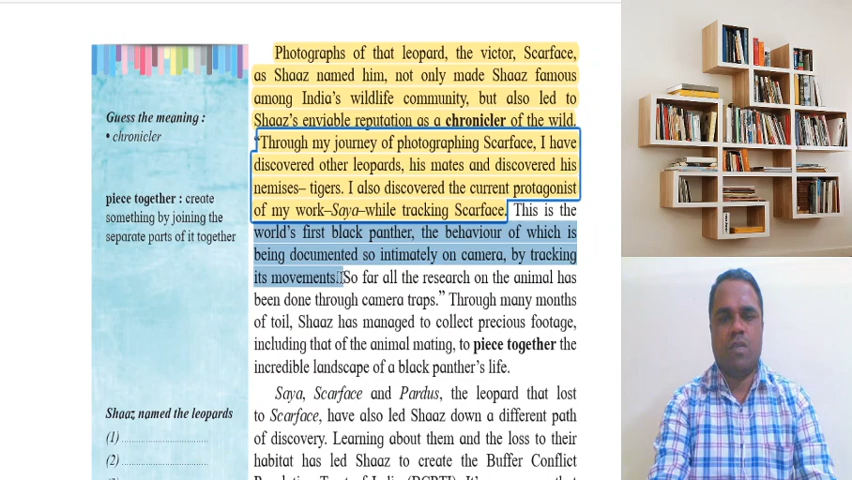 Guess the meaning :
• chronicler
piece together : create
something by joining the
separate parts of it together
Shaaz named the leopards
(1)
(2)
Photographs of that leopard, the victor, Scarface,
as Shaaz named him, not only made Shaaz famous
among India's wildlife community, but also led to
Shaaz's enviable reputation as a chronicler of the wild.
“Through my journey of photographing Scarface, I have
discovered other leopards, his mates and discovered his
nemises– tigers. I also discovered the current protagonist
of my work–Saya–while tracking Scarface. This is the
world's first black panther, the behaviour of which is
being documented so intimately on camera, by tracking
its movements. So far all the research on the animal has
been done through camera traps.” Through many months
of toil, Shaaz has managed to collect precious footage,
including that of the animal mating, to piece together the
incredible landscape of a black panther's life.
Saya, Scarface and Pardus, the leopard that lost
to Scarface, have also led Shaaz down a different path
of discovery. Learning about them and the loss to their
habitat has led Shaaz to create the Buffer Conflict